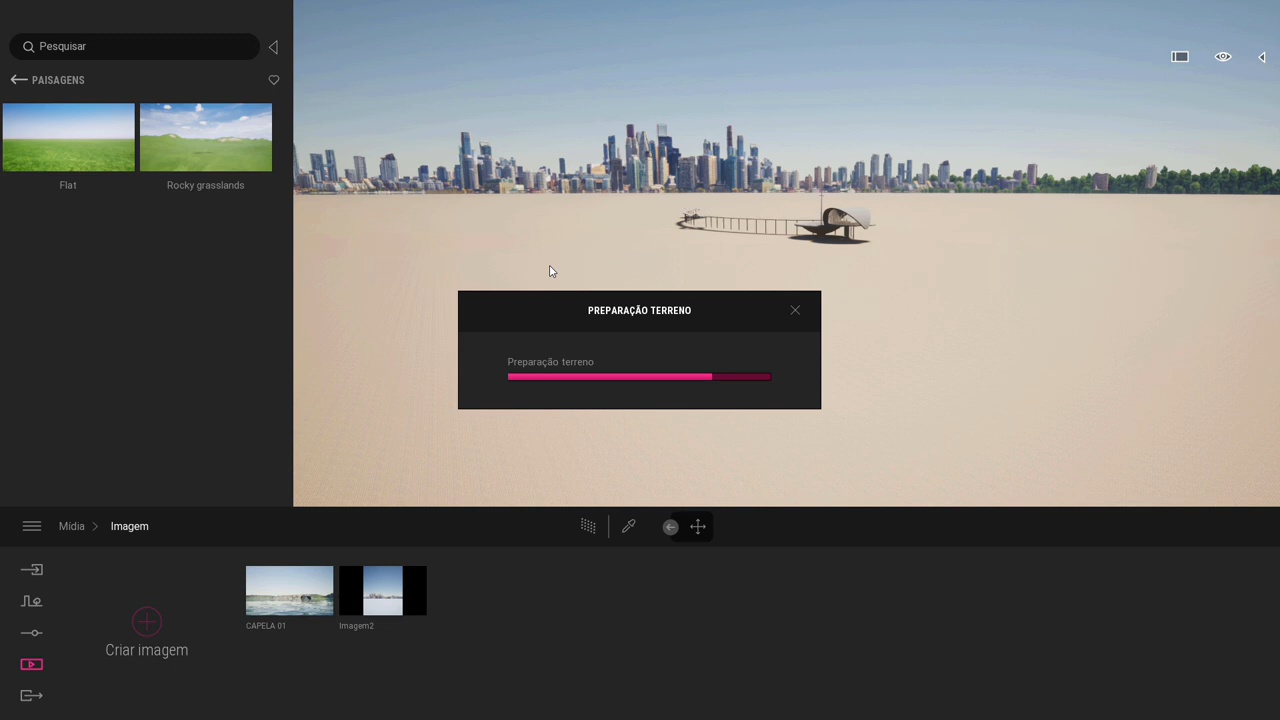 Pesquisar
PAISAGENS
Flat
Rocky grasslands
PREPARAÇÃO TERRENO
Preparação terreno
Mídia
Imagem
Criar imagem
CAPELA 01
Imagem2